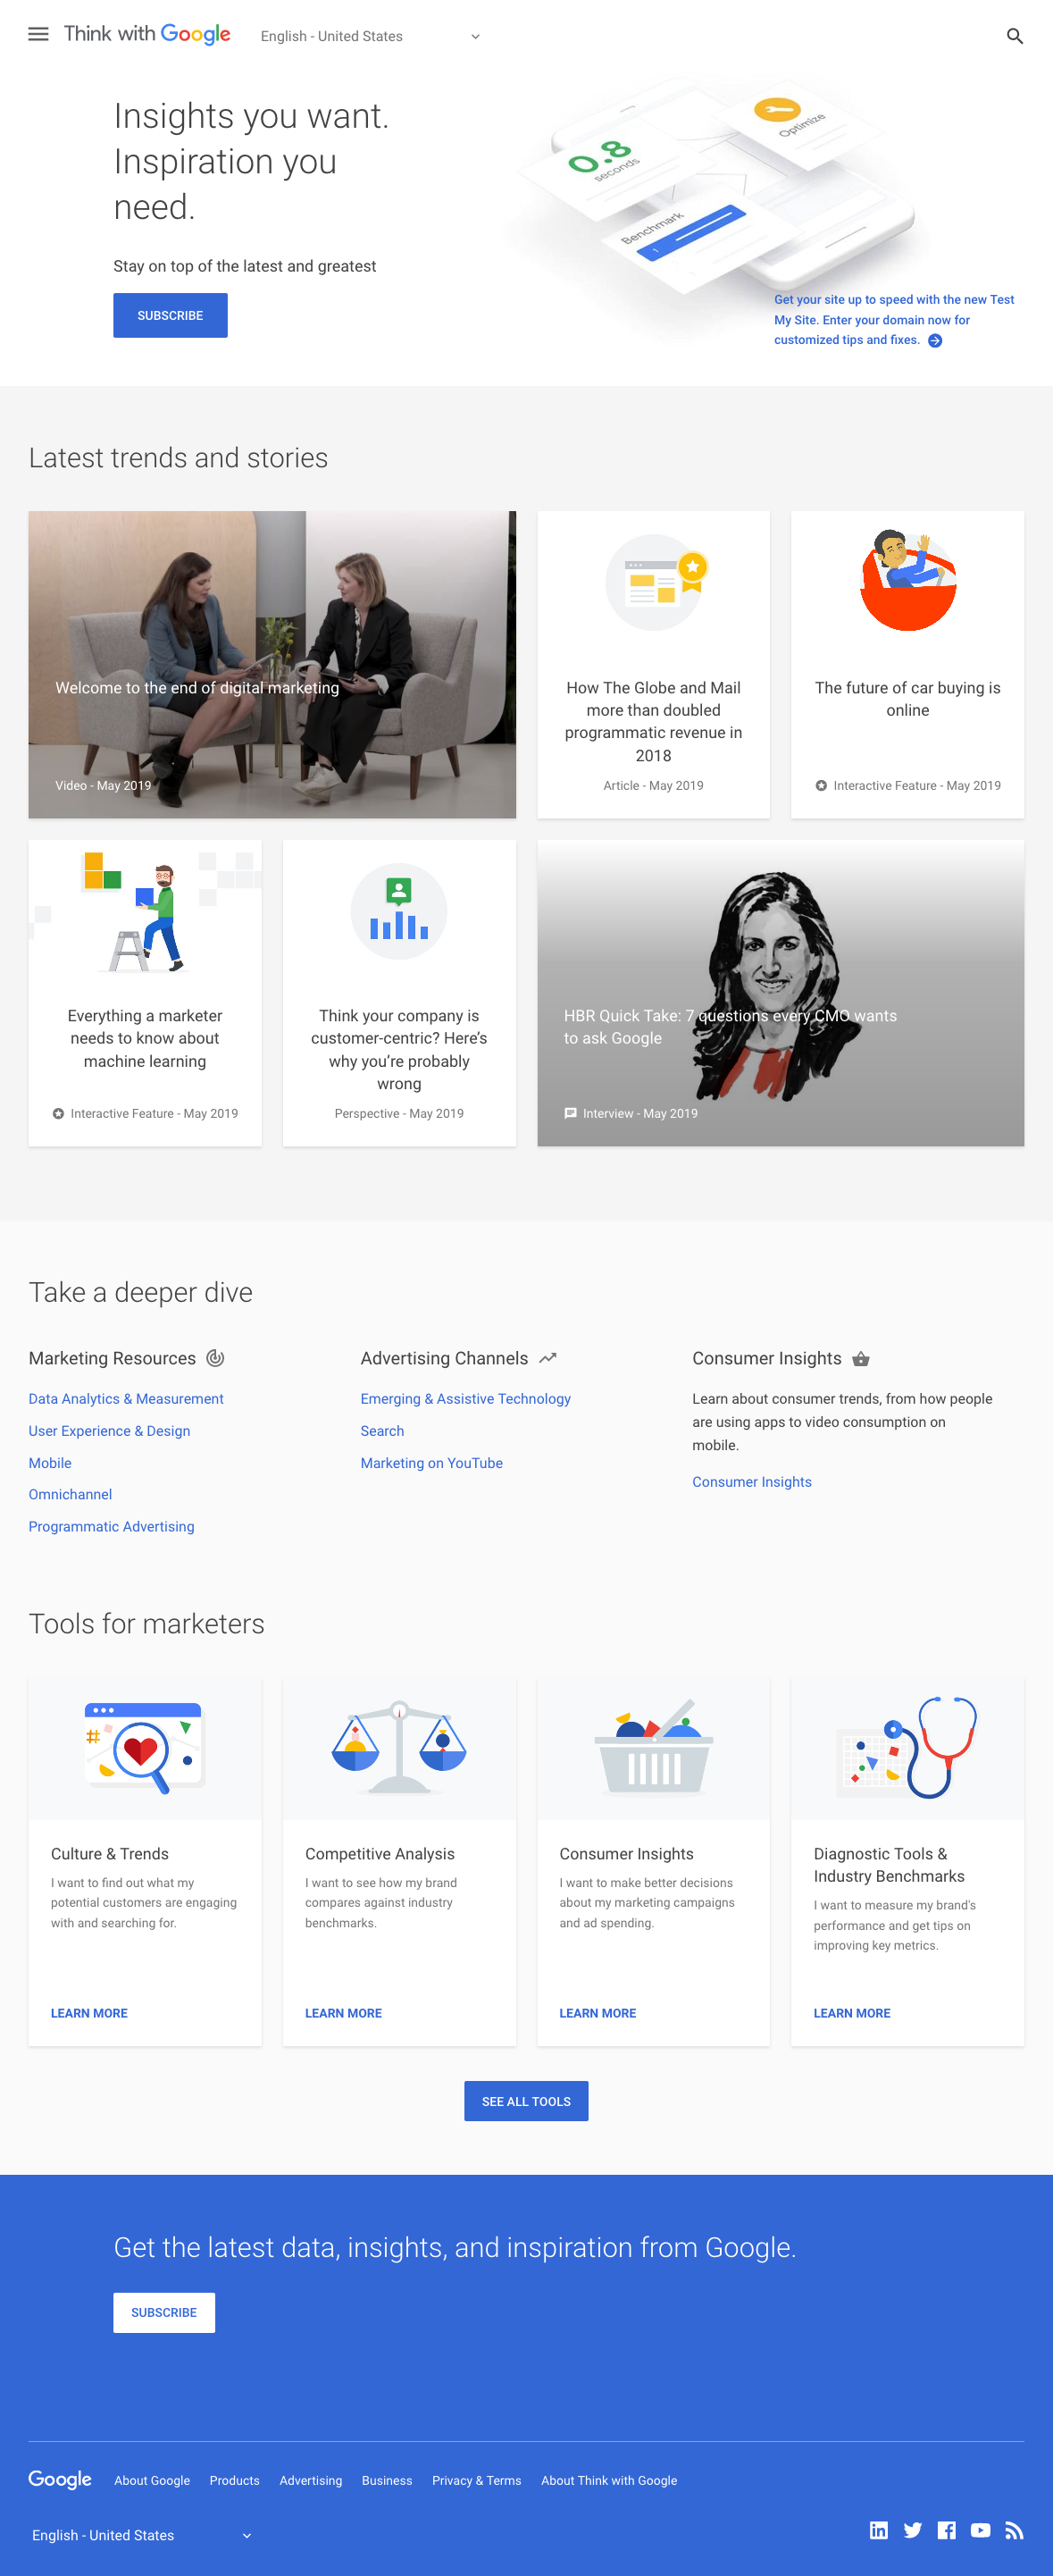 Think with Google
English - United States
Insights you want.
Inspiration you
need.
Stay on top of the latest and greatest
SUBSCRIBE
0.8
seconds
Optimize
Benchmark
Get your site up to speed with the new Test
My Site. Enter your domain now for
customized tips and fixes.
Latest trends and stories
Welcome to the end of digital marketing
Video - May 2019
How The Globe and Mail
more than doubled
programmatic revenue in
2018
Article - May 2019
The future of car buying is
online
Interactive Feature - May 2019
Everything a marketer
needs to know about
machine learning
Interactive Feature - May 2019
Think your company is
customer-centric? Here’s
why you’re probably
wrong
Perspective - May 2019
HBR Quick Take: 7 questions every CMO wants
to ask Google
Interview - May 2019
Take a deeper dive
Marketing Resources
Data Analytics & Measurement
User Experience & Design
Mobile
Omnichannel
Programmatic Advertising
Advertising Channels
Emerging & Assistive Technology
Search
Marketing on YouTube
Consumer Insights
Learn about consumer trends, from how people
are using apps to video consumption on
mobile.
Consumer Insights
Tools for marketers
#
Culture & Trends
I want to find out what my
potential customers are engaging
with and searching for.
LEARN MORE
Competitive Analysis
I want to see how my brand
compares against industry
benchmarks.
LEARN MORE
Consumer Insights
I want to make better decisions
about my marketing campaigns
and ad spending.
LEARN MORE
Diagnostic Tools &
Industry Benchmarks
I want to measure my brand's
performance and get tips on
improving key metrics.
LEARN MORE
SEE ALL TOOLS
Get the latest data, insights, and inspiration from Google.
SUBSCRIBE
Google About Google Products Advertising Business Privacy & Terms About Think with Google
English - United States